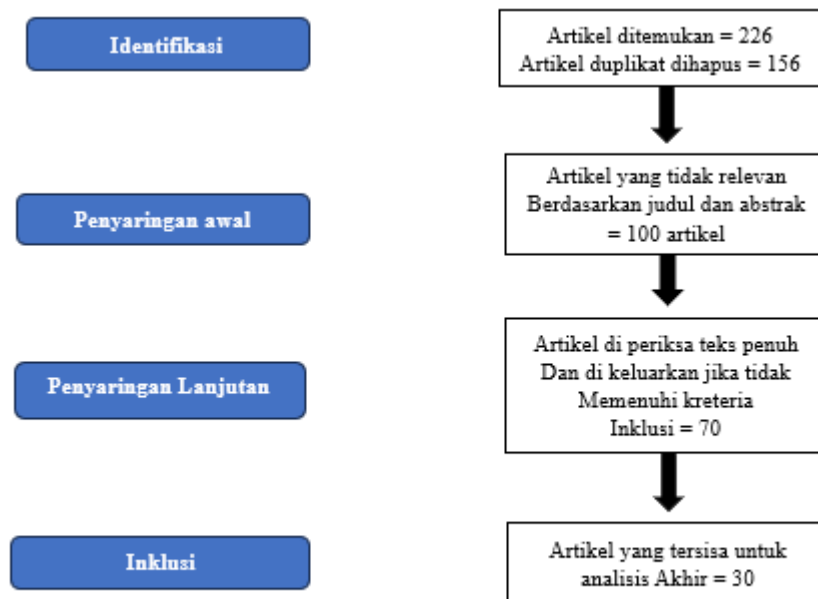 Identifikasi
Artikel ditemukan = 226
Artikel duplikat dihapus = 156
Penyaringan awal
Artikel yang tidak relevan
Berdasarkan judul dan abstrak
= 100 artikel
Penyaringan Lanjutan
Artikel di periksa teks penuh
Dan di keluarkan jika tidak
Memenuhi kreteria
Inklusi = 70
Inklusi
Artikel yang tersisa untuk
analisis Akhir = 30